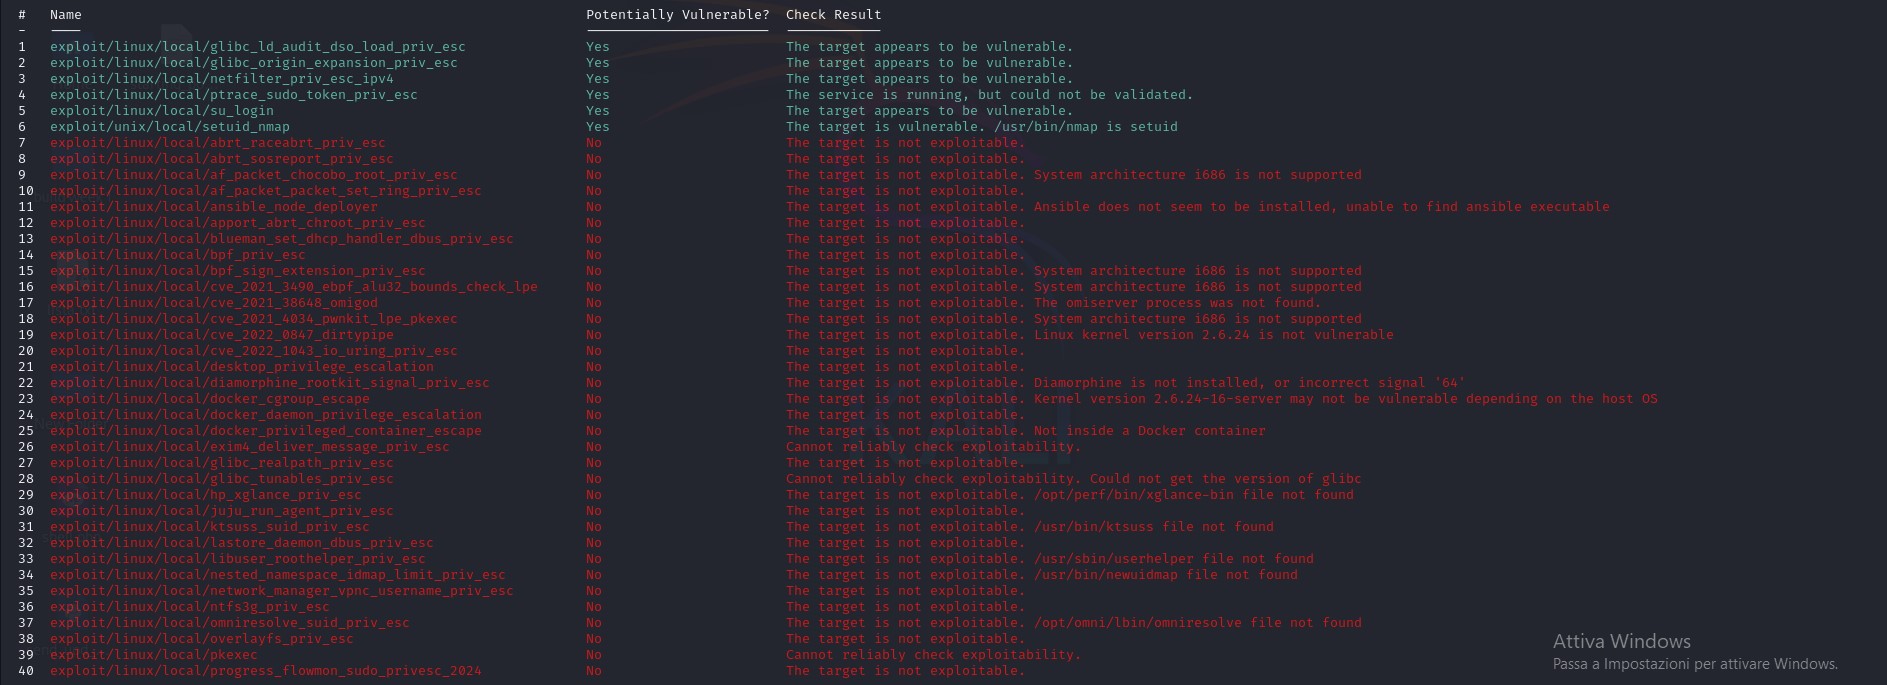 # Name Potentially Vulnerable? Check Result
1 exploit/linux/local/glibc_ld_audit_dso_load_priv_esc Yes The target appears to be vulnerable.
2 exploit/linux/local/glibc_origin_expansion_priv_esc Yes The target appears to be vulnerable.
3 exploit/linux/local/netfilter_priv_esc_ipv4 Yes The target appears to be vulnerable.
4 exploit/linux/local/ptrace_sudo_token_priv_esc Yes The service is running, but could not be validated.
5 exploit/linux/local/su_login Yes The target appears to be vulnerable.
6 exploit/unix/local/setuid_nmap Yes The target is vulnerable. /usr/bin/nmap is setuid
7 exploit/linux/local/abrt_raceabrt_priv_esc No The target is not exploitable.
8 exploit/linux/local/abrt_sosreport_priv_esc No The target is not exploitable.
9 exploit/linux/local/af_packet_chocobo_root_priv_esc No The target is not exploitable. System architecture i686 is not supported
10 exploit/linux/local/af_packet_packet_set_ring_priv_esc No The target is not exploitable.
11 exploit/linux/local/ansible_node_deployer No The target is not exploitable. Ansible does not seem to be installed, unable to find ansible executable
12 exploit/linux/local/apport_abrt_chroot_priv_esc No The target is not exploitable.
13 exploit/linux/local/blueman_set_dhcp_handler_dbus_priv_esc No The target is not exploitable.
14 exploit/linux/local/bpf_priv_esc No The target is not exploitable.
15 exploit/linux/local/bpf_sign_extension_priv_esc No The target is not exploitable. System architecture i686 is not supported
16 exploit/linux/local/cve_2021_3490_ebpf_alu32_bounds_check_lpe No The target is not exploitable. System architecture i686 is not supported
17 exploit/linux/local/cve_2021_38648_omigod No The target is not exploitable. The omiserver process was not found.
18 exploit/linux/local/cve_2021_4034_pwnkit_lpe_pkexec No The target is not exploitable. System architecture i686 is not supported
19 exploit/linux/local/cve_2022_0847_dirtypipe No The target is not exploitable. Linux kernel version 2.6.24 is not vulnerable
20 exploit/linux/local/cve_2022_1043_io_uring_priv_esc No The target is not exploitable.
21 exploit/linux/local/desktop_privilege_escalation No The target is not exploitable.
22 exploit/linux/local/diamorphine_rootkit_signal_priv_esc No The target is not exploitable. Diamorphine is not installed, or incorrect signal '64'
23 exploit/linux/local/docker_cgroup_escape No The target is not exploitable. Kernel version 2.6.24-16-server may not be vulnerable depending on the host OS
24 exploit/linux/local/docker_daemon_privilege_escalation No The target is not exploitable.
25 exploit/linux/local/docker_privileged_container_escape No The target is not exploitable. Not inside a Docker container
26 exploit/linux/local/exim4_deliver_message_priv_esc No Cannot reliably check exploitability.
27 exploit/linux/local/glibc_realpath_priv_esc No The target is not exploitable.
28 exploit/linux/local/glibc_tunables_priv_esc No Cannot reliably check exploitability. Could not get the version of glibc
29 exploit/linux/local/hp_xglance_priv_esc No The target is not exploitable. /opt/perf/bin/xglance-bin file not found
30 exploit/linux/local/juju_run_agent_priv_esc No The target is not exploitable.
31 exploit/linux/local/ktsuss_suid_priv_esc No The target is not exploitable. /usr/bin/ktsuss file not found
32 exploit/linux/local/lastore_daemon_dbus_priv_esc No The target is not exploitable.
33 exploit/linux/local/libuser_roothelper_priv_esc No The target is not exploitable. /usr/sbin/userhelper file not found
34 exploit/linux/local/nested_namespace_idmap_limit_priv_esc No The target is not exploitable. /usr/bin/newuidmap file not found
35 exploit/linux/local/network_manager_vpnc_username_priv_esc No The target is not exploitable.
36 exploit/linux/local/ntfs3g_priv_esc No The target is not exploitable.
37 exploit/linux/local/omniresolve_suid_priv_esc No The target is not exploitable. /opt/omni/lbin/omniresolve file not found
38 exploit/linux/local/overlayfs_priv_esc No The target is not exploitable.
39 exploit/linux/local/pkexec No Cannot reliably check exploitability.
40 exploit/linux/local/progress_flowmon_sudo_privesc_2024 No The target is not exploitable.
Attiva Windows
Passa a Impostazioni per attivare Windows.